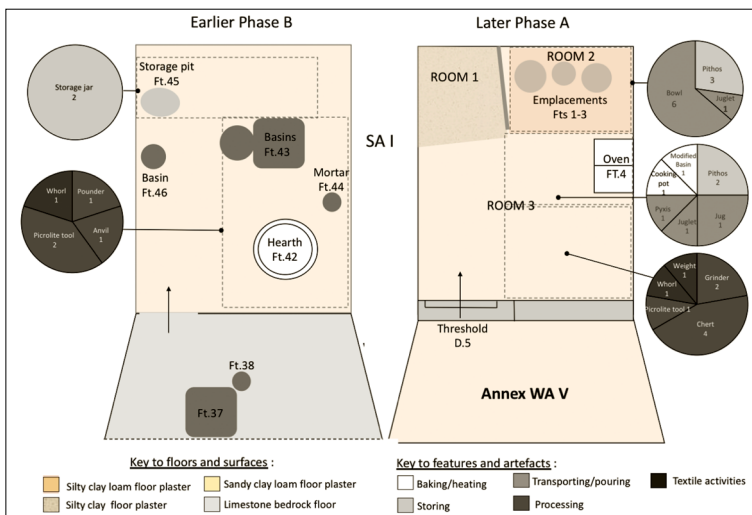 Earlier Phase B
Later Phase A
Storage jar
2
Storage pit
Ft.45
Basins
Ft.43
Basin
Ft.46
Mortar
Ft.44
Hearth
Ft.42
Whorl
1
Pounder
1
Picrolite tool
2
Anvil
1
Ft.38
Ft.37
SA I
ROOM 1
ROOM 2
Emplacements
Fts 1-3
Oven
FT.4
ROOM 3
Threshold
D.5
Annex WA V
Pithos
3
Bowl
6
Juglet
1
Modified
Basin
1
Cooking
pot
1
Pithos
2
Pyxis
1
Juglet
1
Jug
1
Weight
1
Whorl
1
Grinder
2
Picrolite tool 1
Chert
4
Key to floors and surfaces :
Silty clay loam floor plaster
Sandy clay loam floor plaster
Silty clay floor plaster
Limestone bedrock floor
Key to features and artefacts :
Baking/heating
Transporting/pouring
Textile activities
Storing
Processing